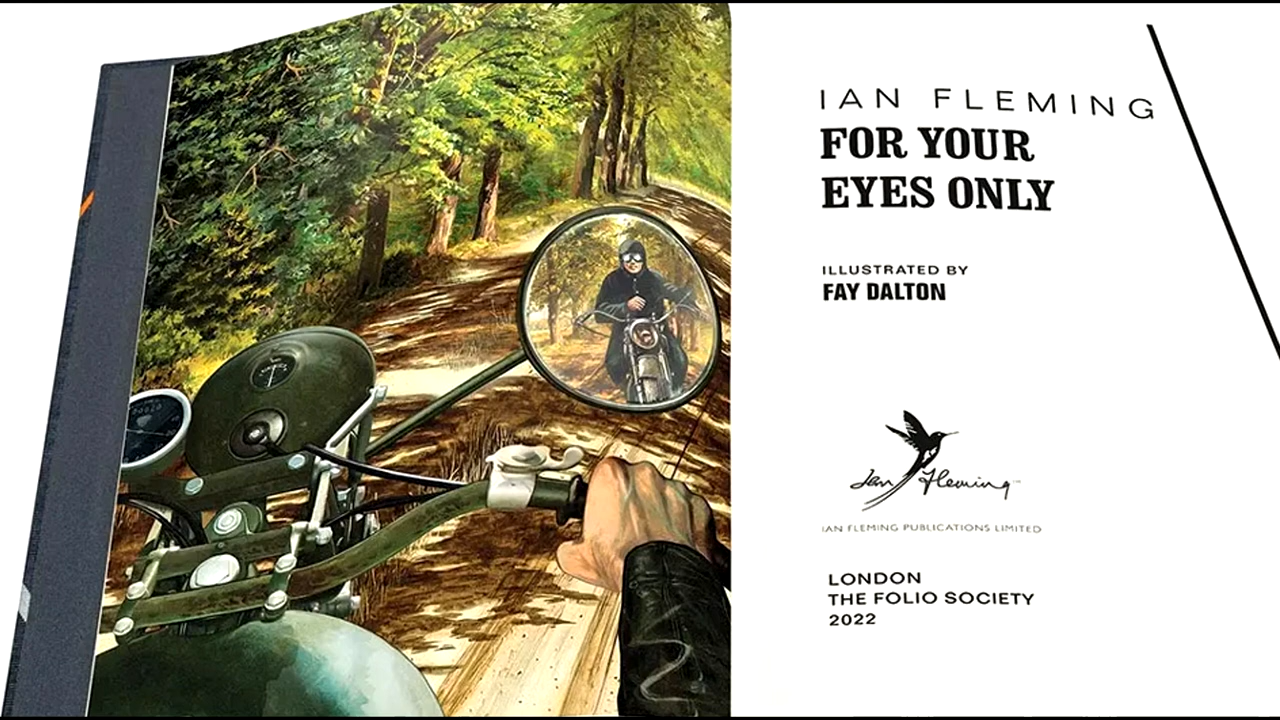 IAN FLEMING
FOR YOUR
EYES ONLY
ILLUSTRATED BY
FAY DALTON
Ian Fleming
IAN FLEMING PUBLICATIONS LIMITED
LONDON
THE FOLIO SOCIETY
2022